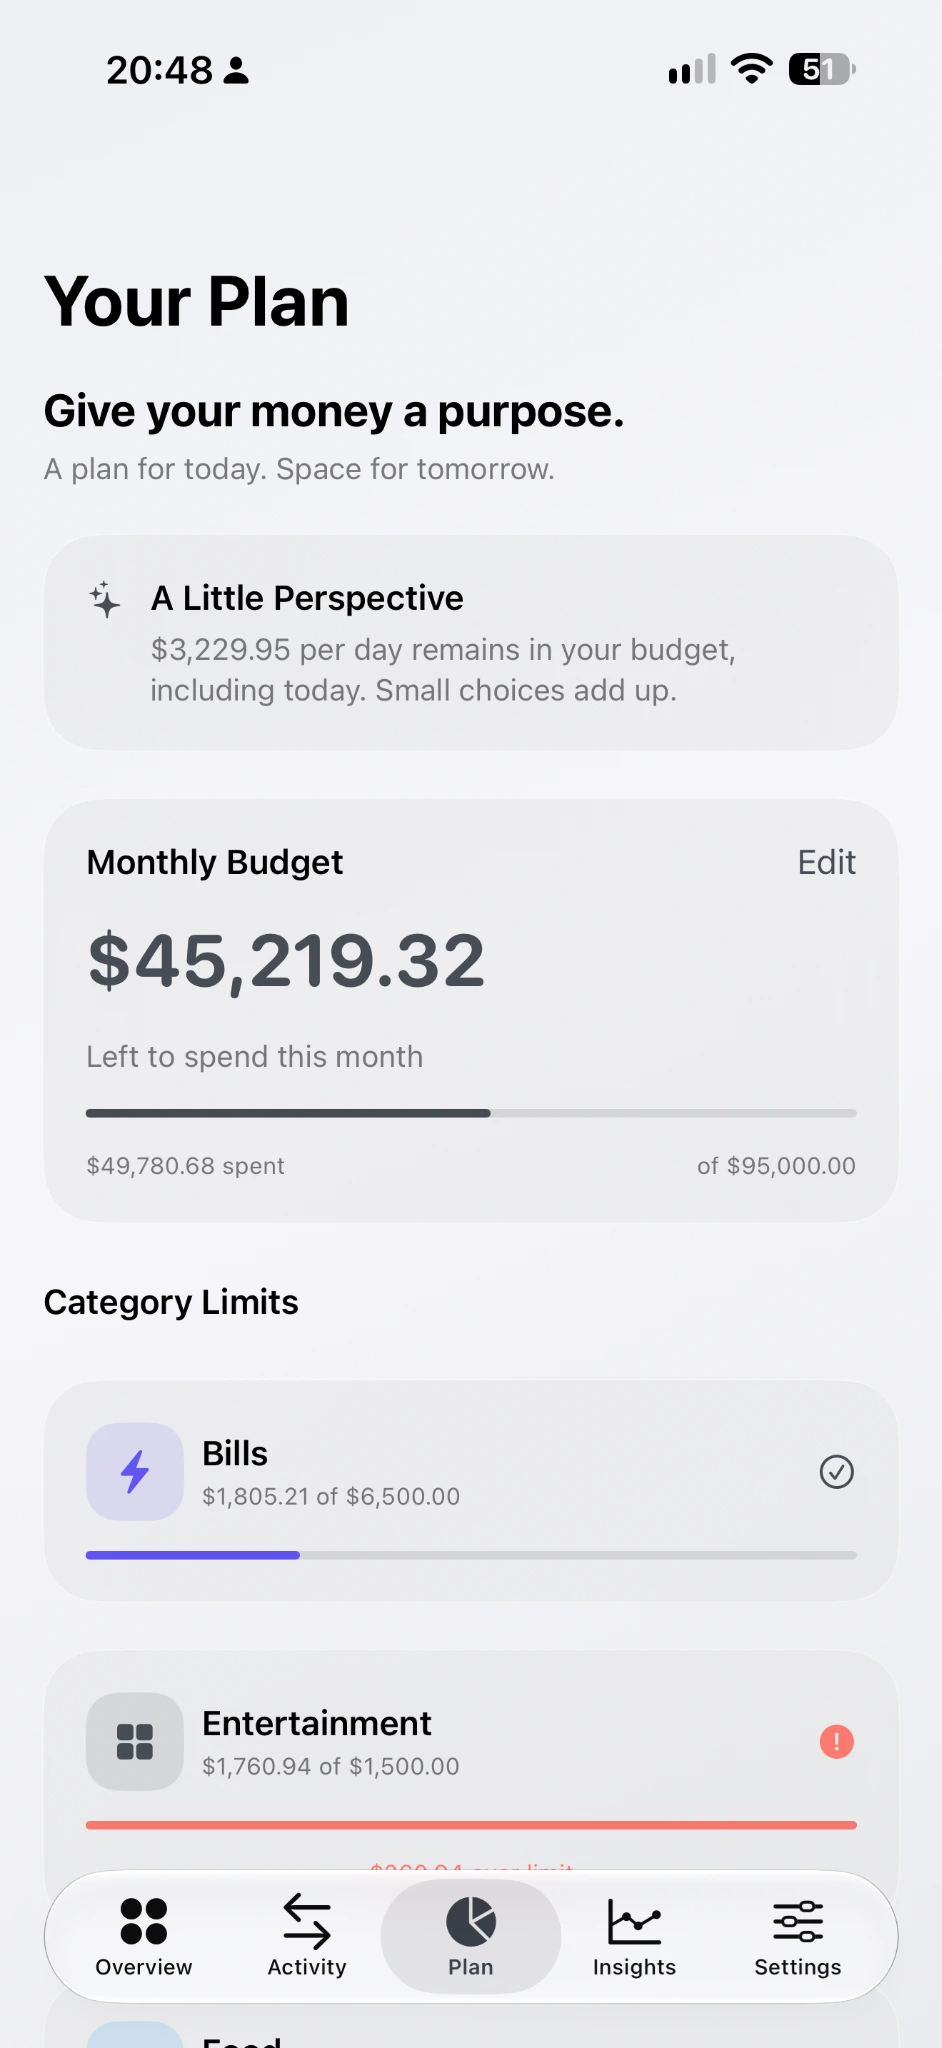 20:48
51
Your Plan
Give your money a purpose.
A plan for today. Space for tomorrow.
A Little Perspective
$3,229.95 per day remains in your budget,
including today. Small choices add up.
Monthly Budget
Edit
$45,219.32
Left to spend this month
$49,780.68 spent
of $95,000.00
Category Limits
Bills
$1,805.21 of $6,500.00
Entertainment
$1,760.94 of $1,500.00
!
over limit
Overview
Activity
Plan
Insights
Settings
Food